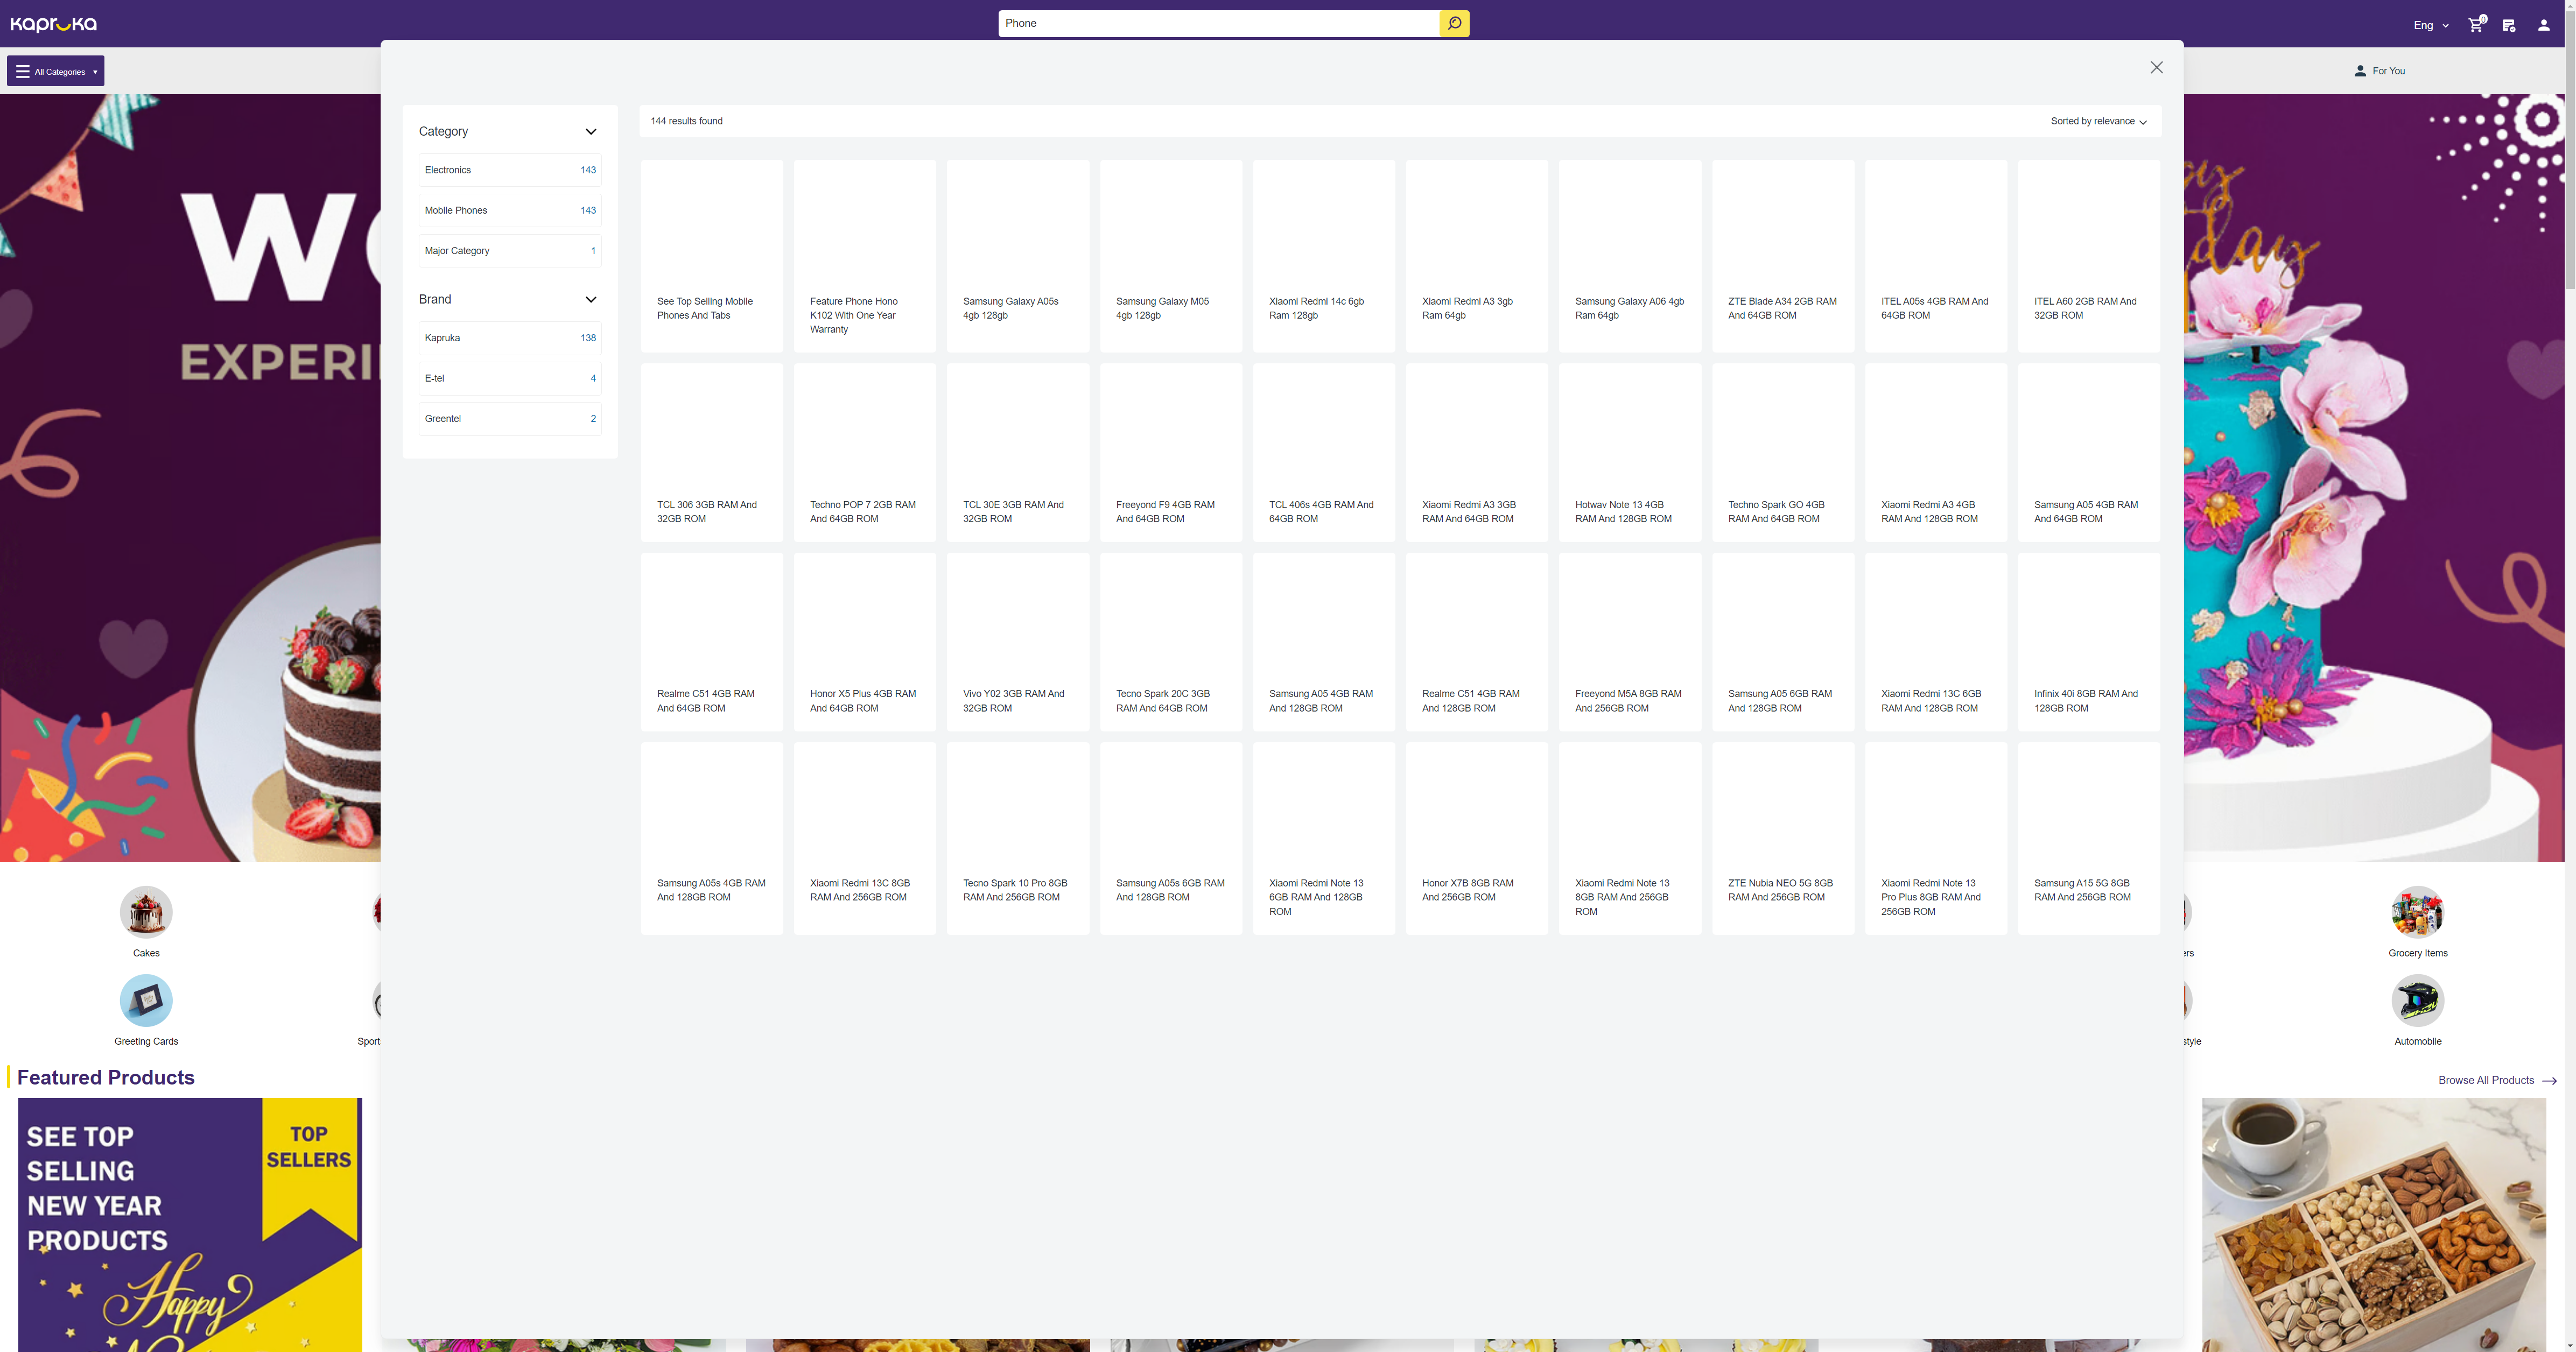 kapruka
Phone
Eng
0
All Categories
For You
WO
EXPERI
day
Category
Electronics 143
Mobile Phones 143
Major Category 1
Brand
Kapruka 138
E-tel 4
Greentel 2
144 results found
Sorted by relevance
See Top Selling Mobile
Phones And Tabs
Feature Phone Hono
K102 With One Year
Warranty
Samsung Galaxy A05s
4gb 128gb
Samsung Galaxy M05
4gb 128gb
Xiaomi Redmi 14c 6gb
Ram 128gb
Xiaomi Redmi A3 3gb
Ram 64gb
Samsung Galaxy A06 4gb
Ram 64gb
ZTE Blade A34 2GB RAM
And 64GB ROM
ITEL A05s 4GB RAM And
64GB ROM
ITEL A60 2GB RAM And
32GB ROM
TCL 306 3GB RAM And
32GB ROM
Techno POP 7 2GB RAM
And 64GB ROM
TCL 30E 3GB RAM And
32GB ROM
Freeyond F9 4GB RAM
And 64GB ROM
TCL 406s 4GB RAM And
64GB ROM
Xiaomi Redmi A3 3GB
RAM And 64GB ROM
Hotwav Note 13 4GB
RAM And 128GB ROM
Techno Spark GO 4GB
RAM And 64GB ROM
Xiaomi Redmi A3 4GB
RAM And 128GB ROM
Samsung A05 4GB RAM
And 64GB ROM
Realme C51 4GB RAM
And 64GB ROM
Honor X5 Plus 4GB RAM
And 64GB ROM
Vivo Y02 3GB RAM And
32GB ROM
Tecno Spark 20C 3GB
RAM And 64GB ROM
Samsung A05 4GB RAM
And 128GB ROM
Realme C51 4GB RAM
And 128GB ROM
Freeyond M5A 8GB RAM
And 256GB ROM
Samsung A05 6GB RAM
And 128GB ROM
Xiaomi Redmi 13C 6GB
RAM And 128GB ROM
Infinix 40i 8GB RAM And
128GB ROM
Samsung A05s 4GB RAM
And 128GB ROM
Xiaomi Redmi 13C 8GB
RAM And 256GB ROM
Tecno Spark 10 Pro 8GB
RAM And 256GB ROM
Samsung A05s 6GB RAM
And 128GB ROM
Xiaomi Redmi Note 13
6GB RAM And 128GB
ROM
Honor X7B 8GB RAM
And 256GB ROM
Xiaomi Redmi Note 13
8GB RAM And 256GB
ROM
ZTE Nubia NEO 5G 8GB
RAM And 256GB ROM
Xiaomi Redmi Note 13
Pro Plus 8GB RAM And
256GB ROM
Samsung A15 5G 8GB
RAM And 256GB ROM
Cakes
ers
Grocery Items
Greeting Cards
Sport
style
Automobile
Featured Products
Browse All Products
SEE TOP
SELLING
NEW YEAR
PRODUCTS
TOP
SELLERS
Happy